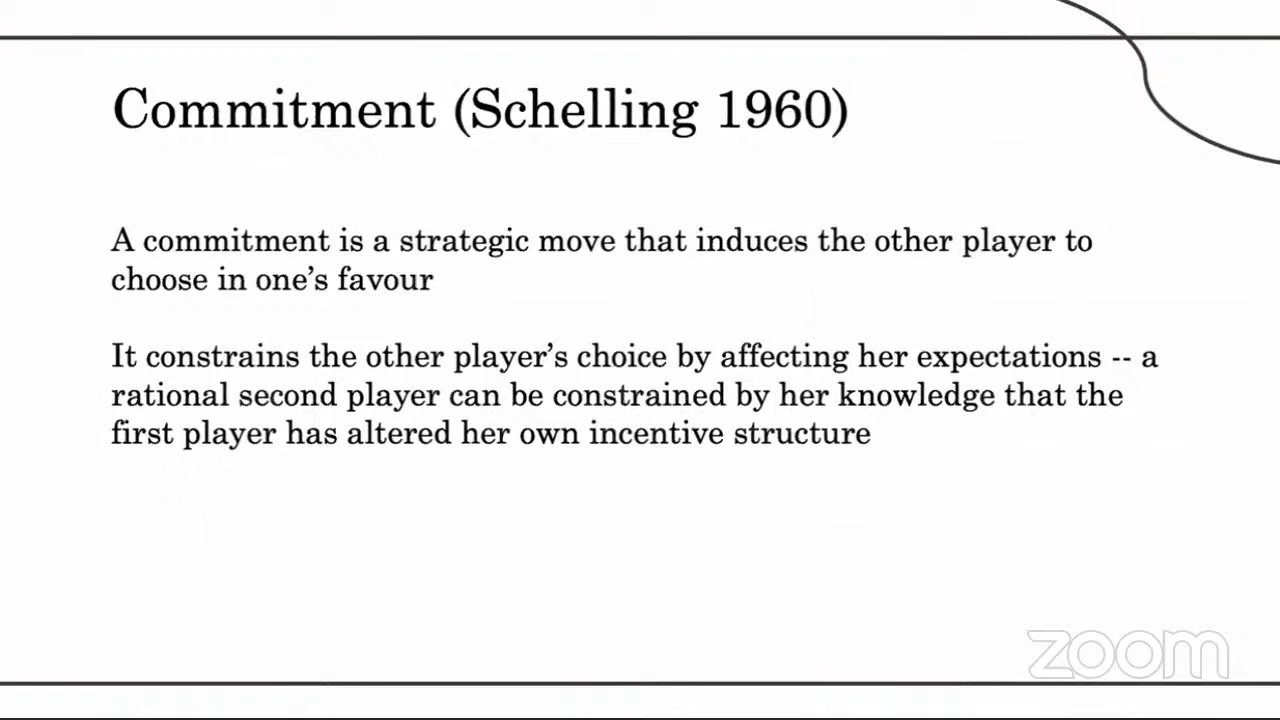 Commitment (Schelling 1960)
A commitment is a strategic move that induces the other player to
choose in one’s favour
It constrains the other player’s choice by affecting her expectations -- a
rational second player can be constrained by her knowledge that the
first player has altered her own incentive structure
zoom